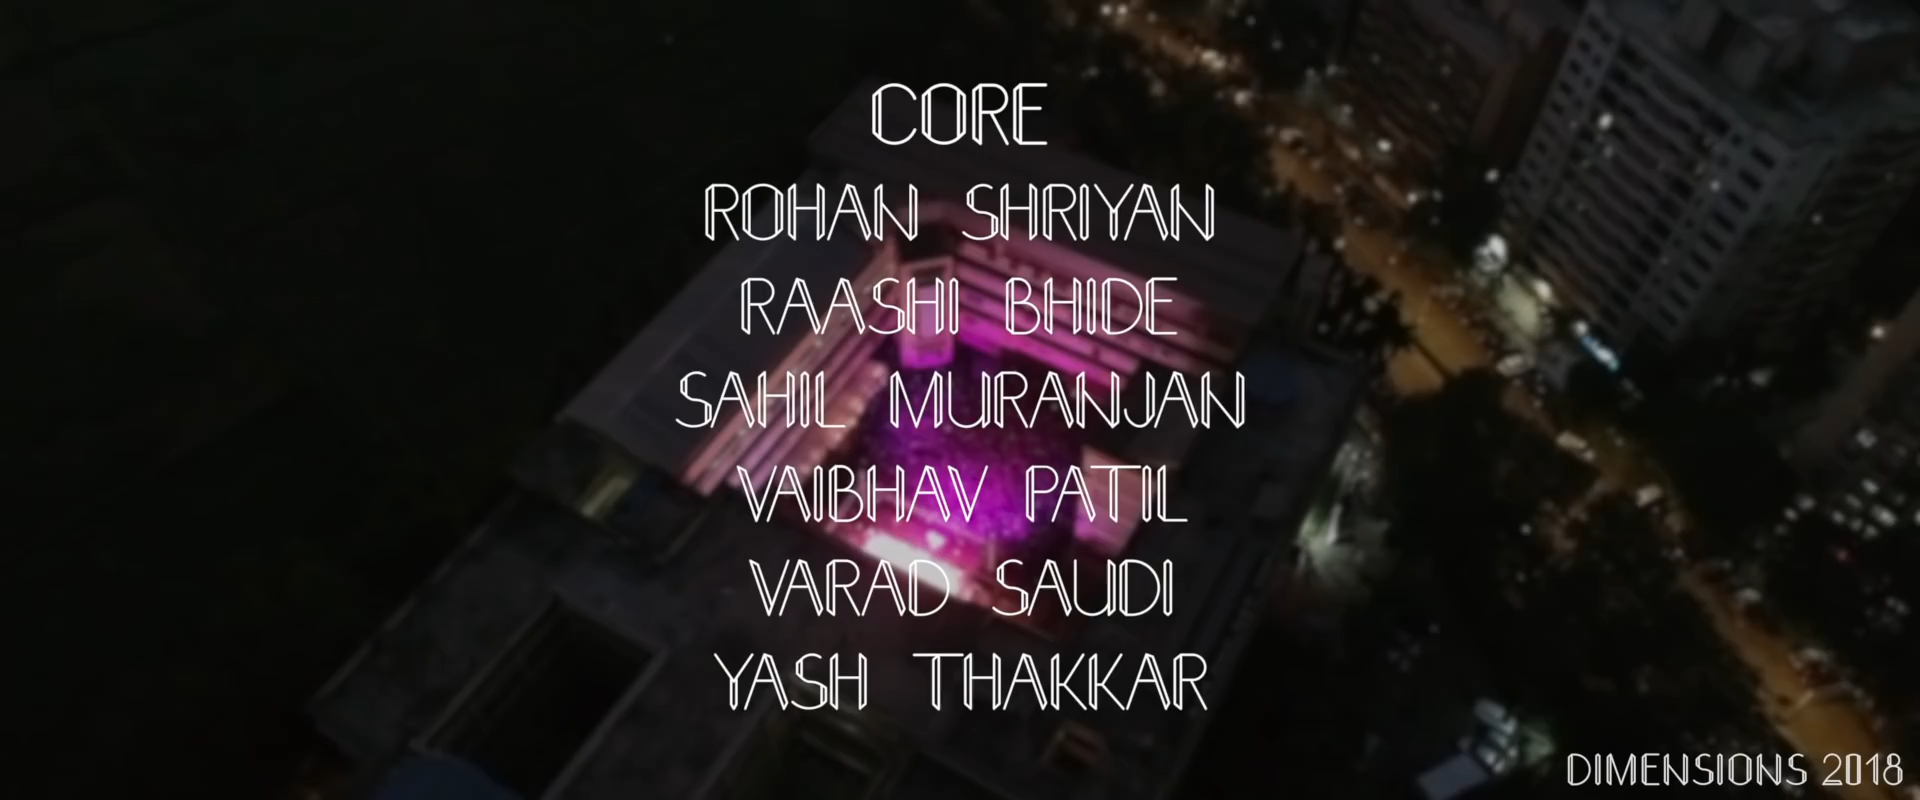 CORE
ROHAN SHRIYAN
RAASHI BHIDE
SAHIL MURANJAN
VAIBHAV PATIL
VARAD SAUDI
YASH THAKKAR
DIMENSIONS 2018